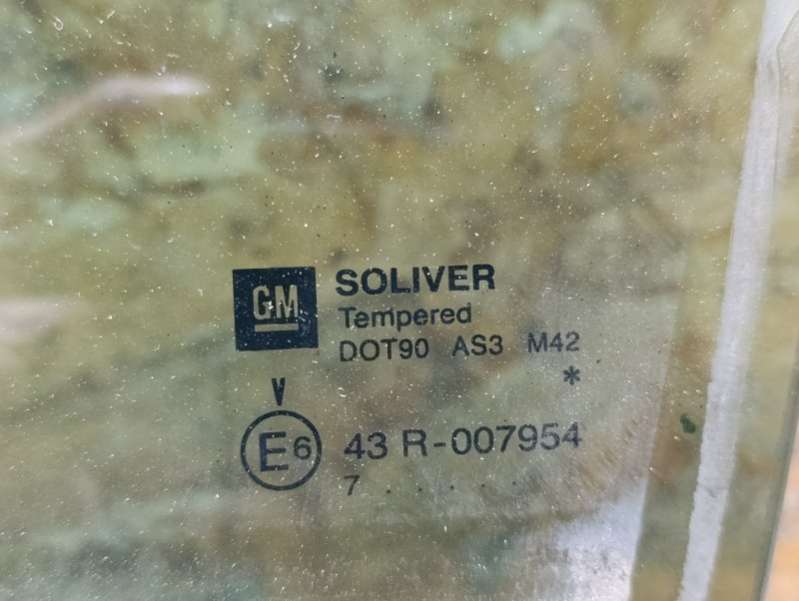 GM
SOLIVER
Tempered
DOT90 AS3 M42
*
V
E6 43 R-007954
7 . . . . .